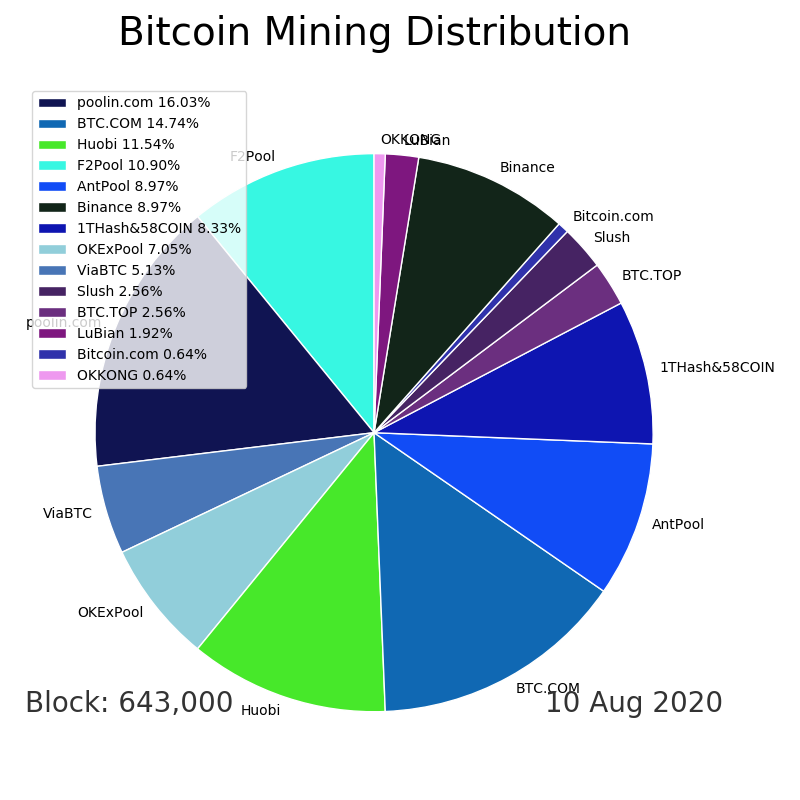 Bitcoin Mining Distribution
poolin.com 16.03%
BTC.COM 14.74%
Huobi 11.54%
F2Pool 10.90%
AntPool 8.97%
Binance 8.97%
1THash&58COIN 8.33%
OKExPool 7.05%
ViaBTC 5.13%
Slush 2.56%
BTC.TOP 2.56%
LuBian 1.92%
Bitcoin.com 0.64%
OKKONG 0.64%
OKKONG
LuBian
F2Pool
Binance
Bitcoin.com
Slush
BTC.TOP
poolin.com
1THash&58COIN
ViaBTC
AntPool
OKExPool
BTC.COM
Huobi
Block: 643,000
10 Aug 2020